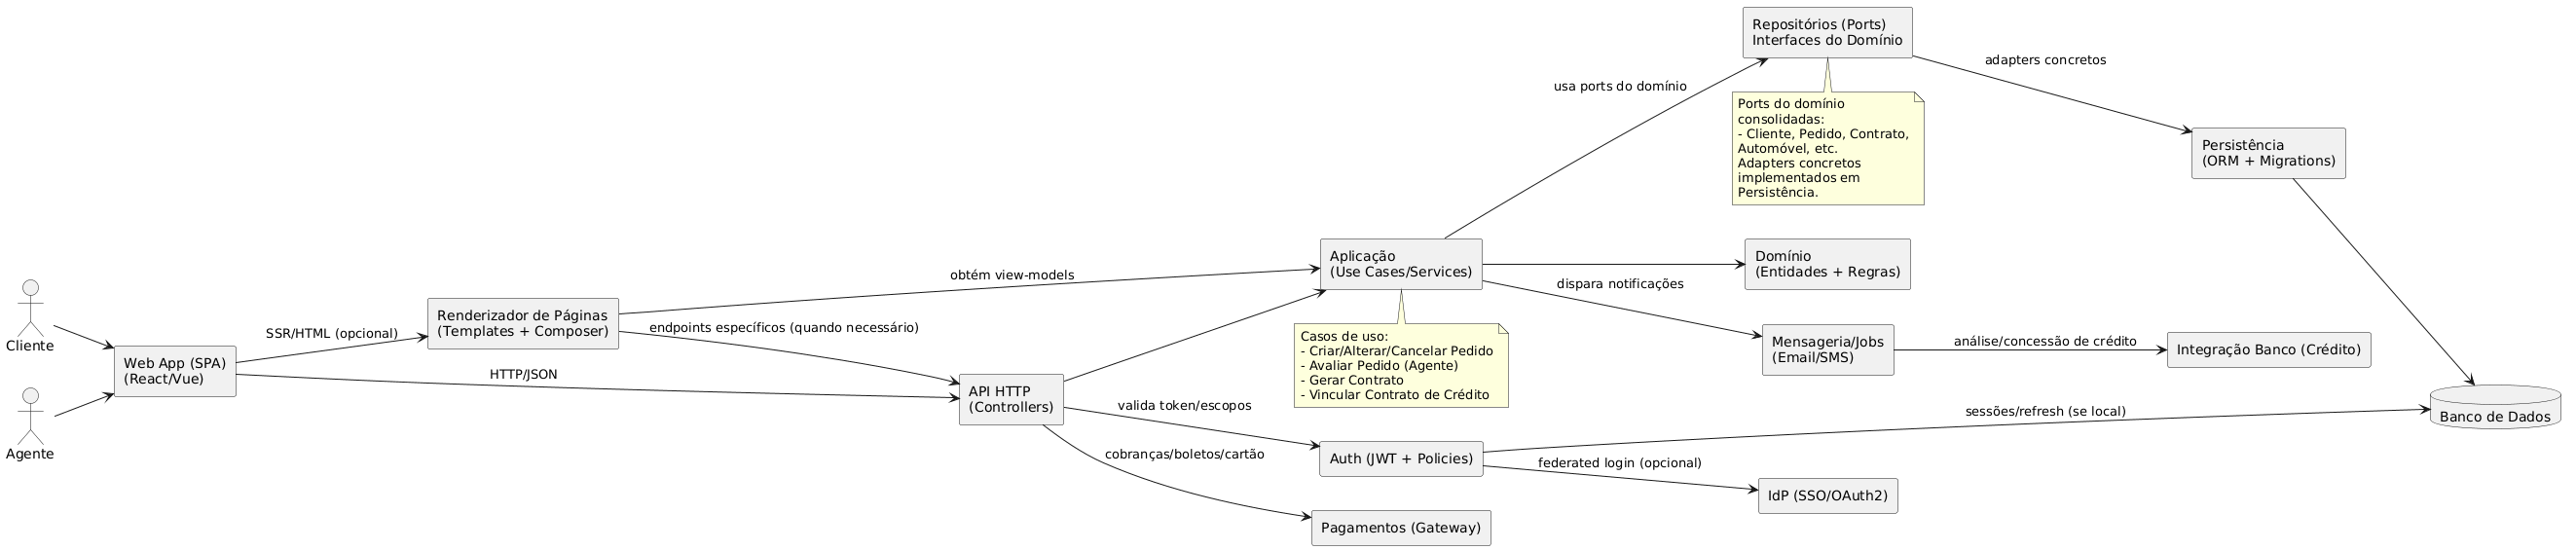 Cliente
Agente
Web App (SPA)
(React/Vue)
SSR/HTML (opcional)
HTTP/JSON
Renderizador de Páginas
(Templates + Composer)
obtém view-models
endpoints específicos (quando necessário)
API HTTP
(Controllers)
valida token/escopos
cobranças/boletos/cartão
Aplicação
(Use Cases/Services)
Casos de uso:
- Criar/Alterar/Cancelar Pedido
- Avaliar Pedido (Agente)
- Gerar Contrato
- Vincular Contrato de Crédito
Auth (JWT + Policies)
Pagamentos (Gateway)
usa ports do domínio
dispara notificações
sessões/refresh (se local)
federated login (opcional)
Repositórios (Ports)
Interfaces do Domínio
Ports do domínio
consolidadas:
- Cliente, Pedido, Contrato,
Automóvel, etc.
Adapters concretos
implementados em
Persistência.
Domínio
(Entidades + Regras)
Mensageria/Jobs
(Email/SMS)
IdP (SSO/OAuth2)
adapters concretos
análise/concessão de crédito
Persistência
(ORM + Migrations)
Integração Banco (Crédito)
Banco de Dados